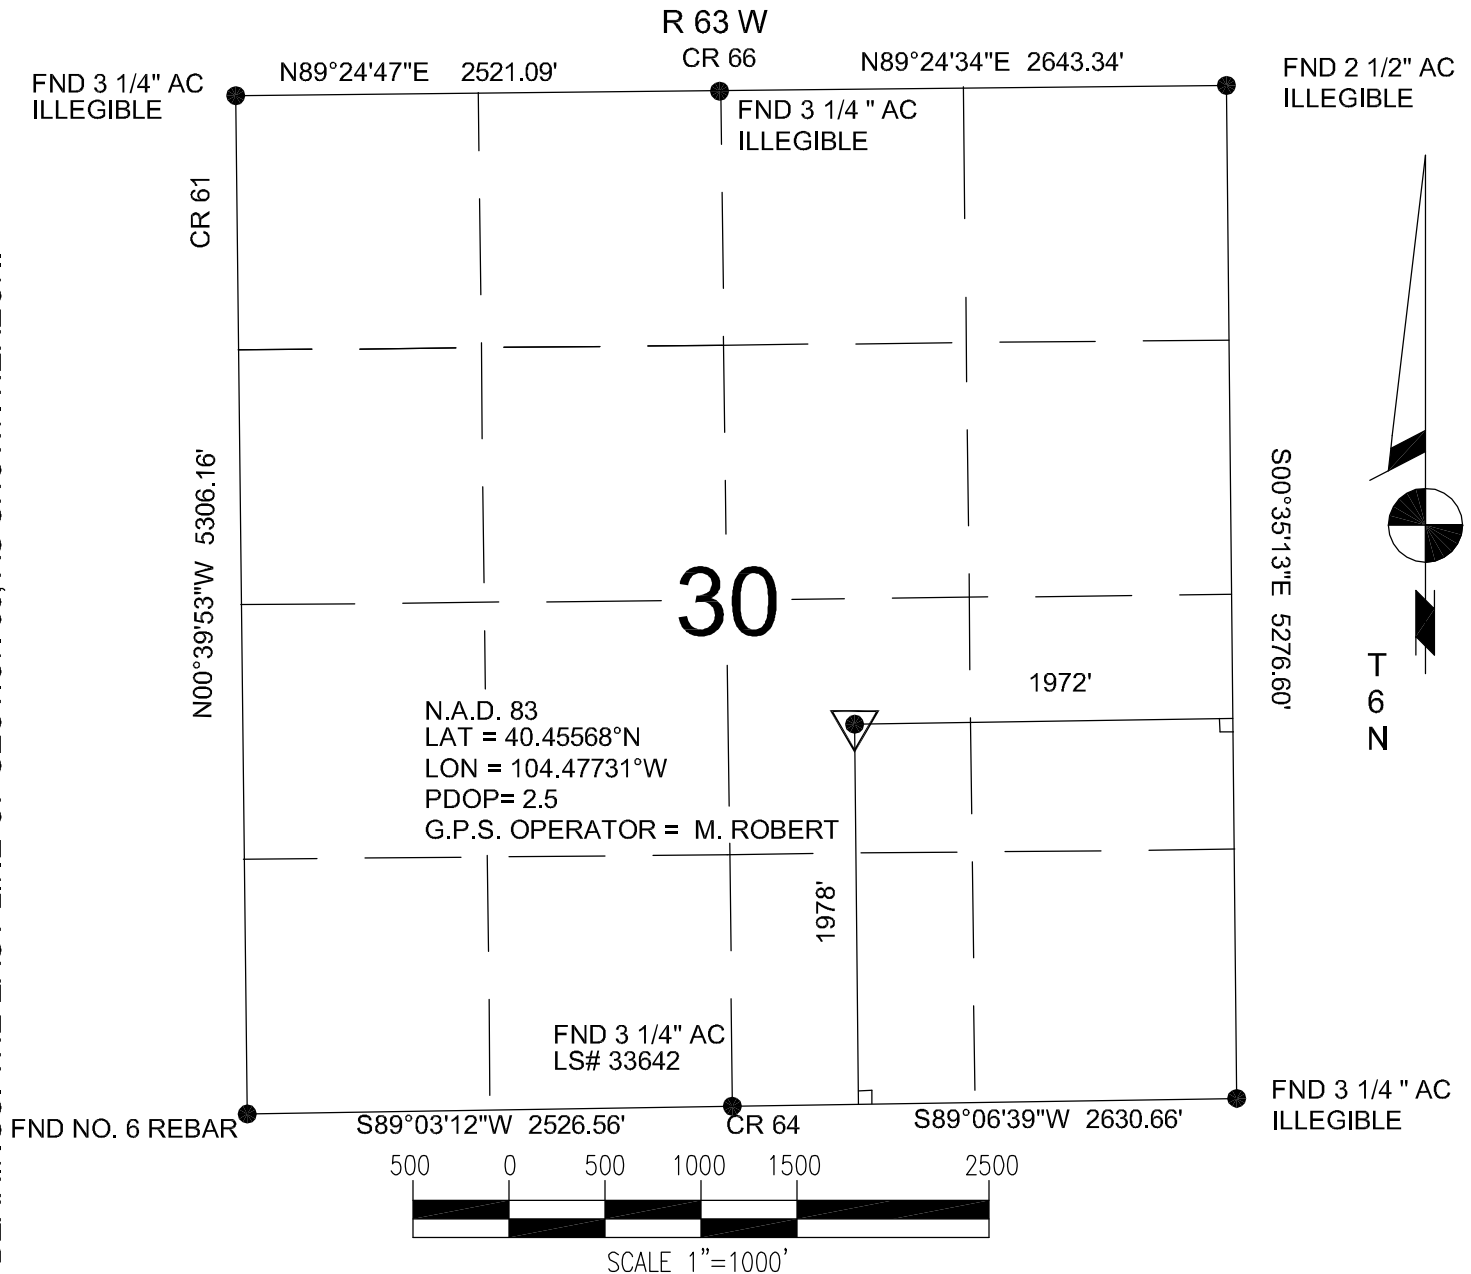 R 63 W
CR 66
N89°24'47"E 2521.09'
N89°24'34"E 2643.34'
FND 3 1/4" AC
ILLEGIBLE
FND 3 1/4 " AC
ILLEGIBLE
FND 2 1/2" AC
ILLEGIBLE
CR 61
N00°39'53"W 5306.16'
S00°35'13"E 5276.60'
30
T
6
N
1972'
N.A.D. 83
LAT = 40.45568°N
LON = 104.47731°W
PDOP= 2.5
G.P.S. OPERATOR = M. ROBERT
1978'
FND 3 1/4" AC
LS# 33642
FND NO. 6 REBAR
S89°03'12"W 2526.56'
CR 64
S89°06'39"W 2630.66'
FND 3 1/4 " AC
ILLEGIBLE
500 0 500 1000 1500 2500
SCALE 1"=1000'